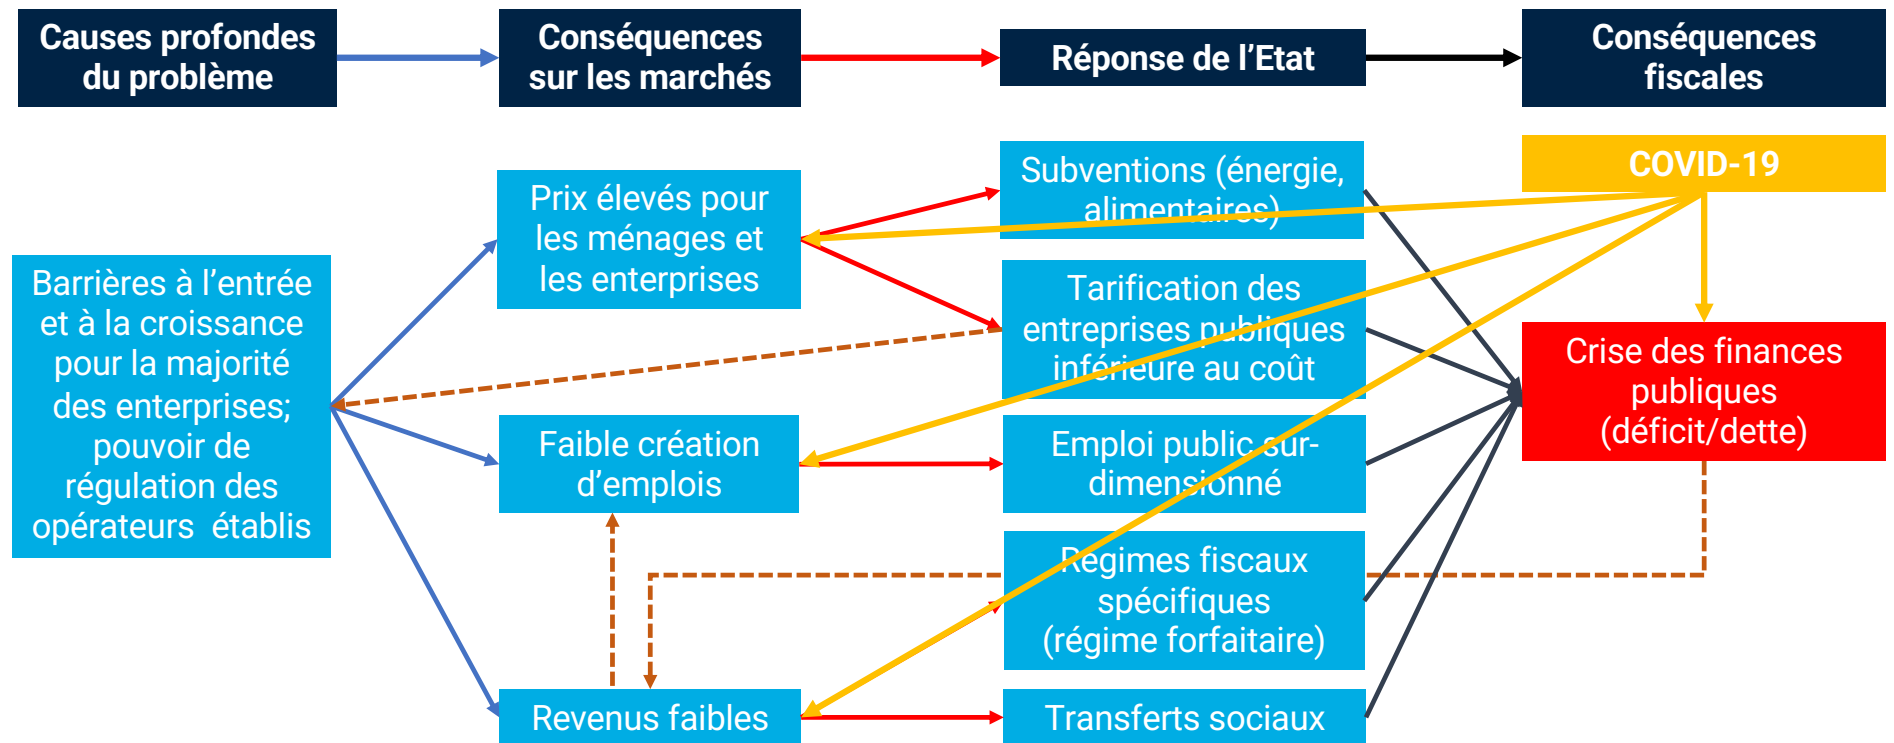 Causes profondes
du problème
Conséquences
sur les marchés
Réponse de l'Etat
Conséquences
fiscales
Barrières à l'entrée
et à la croissance
pour la majorité
des enterprises;
pouvoir de
régulation des
opérateurs établis
Prix élevés pour
les ménages et
les enterprises
Faible création
d'emplois
Revenus faibles
Subventions (énergie,
alimentaires)
Tarification des
entreprises publiques
inférieure au coût
Emploi public sur-
dimensionné
Régimes fiscaux
spécifiques
(régime forfaitaire)
Transferts sociaux
COVID-19
Crise des finances
publiques
(déficit/dette)